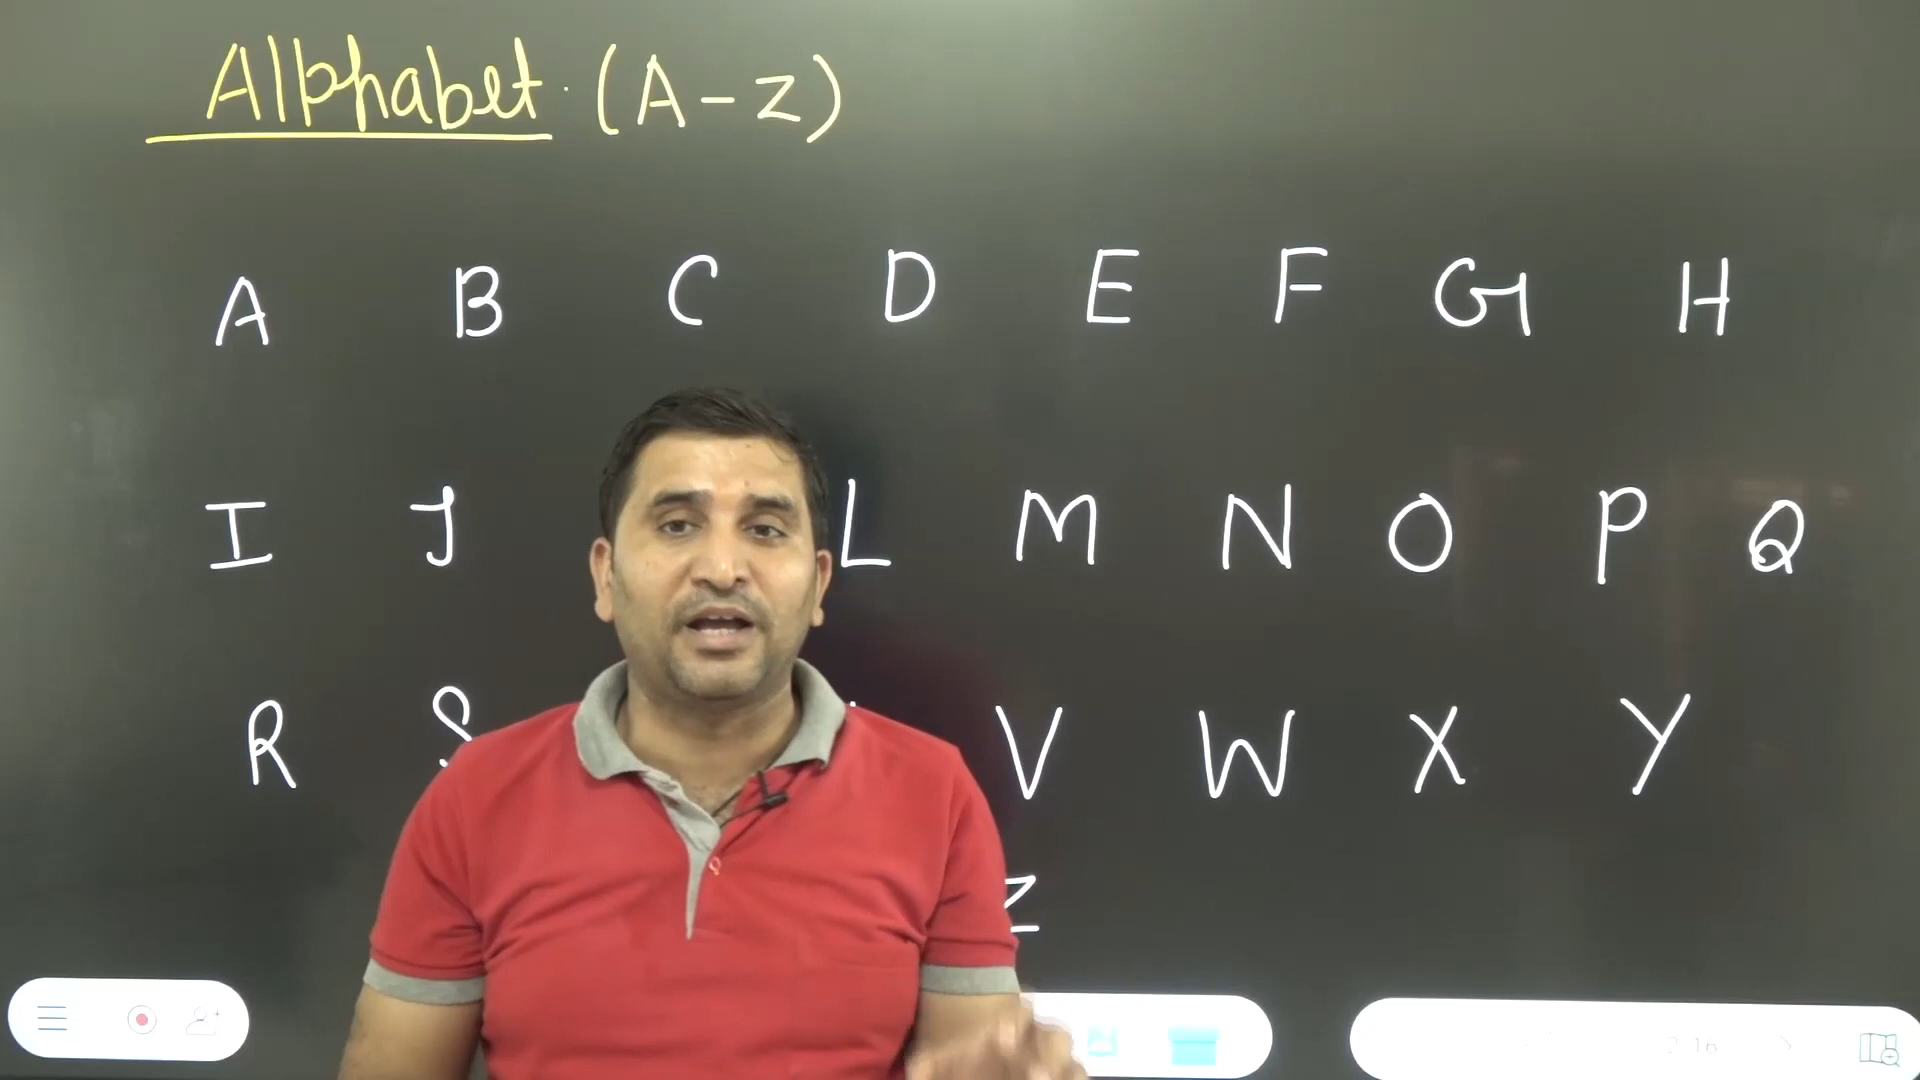 Alphabet (A-Z)
A B C D E F G H
I J L M N O P Q
R S V W X Y
Z